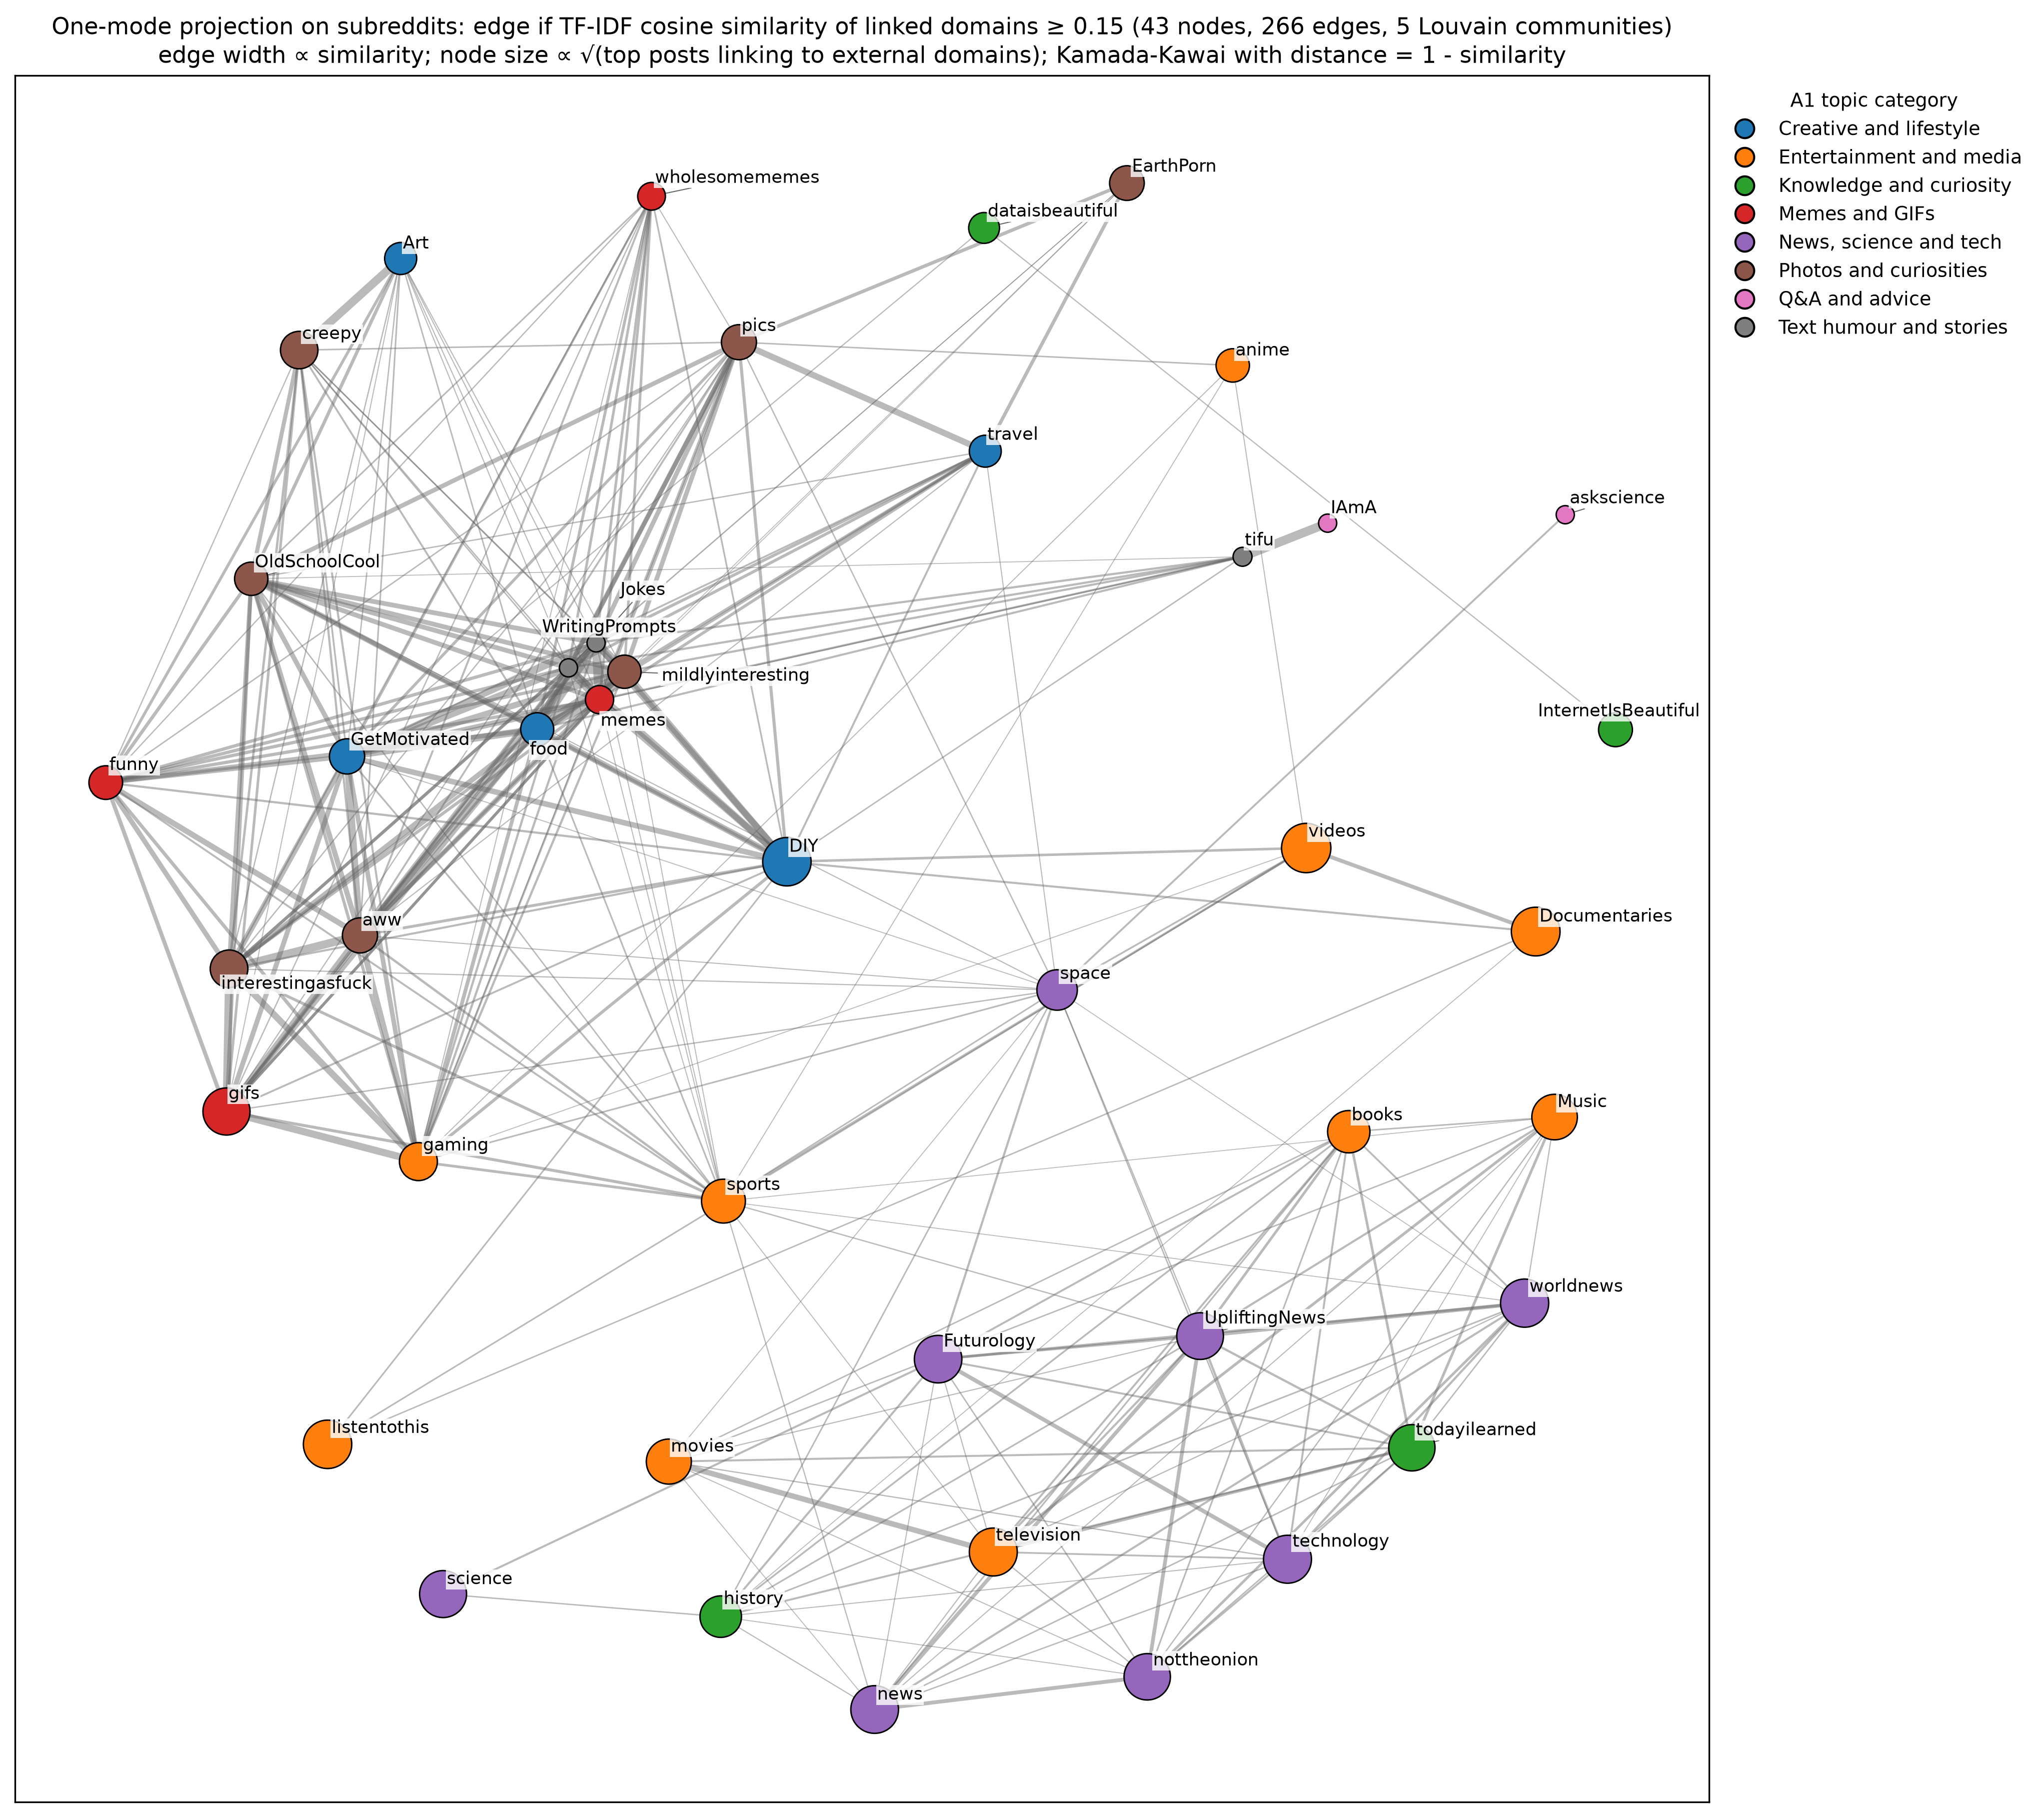 One-mode projection on subreddits: edge if TF-IDF cosine similarity of linked domains ≥ 0.15 (43 nodes, 266 edges, 5 Louvain communities)
edge width ∝ similarity; node size ∝ √(top posts linking to external domains); Kamada-Kawai with distance = 1 - similarity
A1 topic category
Creative and lifestyle
Entertainment and media
Knowledge and curiosity
Memes and GIFs
News, science and tech
Photos and curiosities
Q&A and advice
Text humour and stories
EarthPorn
wholesomememes
dataisbeautiful
Art
pics
creepy
anime
travel
askscience
IAmA
tifu
OldSchoolCool
Jokes
WritingPrompts
mildlyinteresting
InternetIsBeautiful
memes
GetMotivated
food
funny
videos
DIY
Documentaries
aww
space
interestingasfuck
gifs
Music
books
gaming
sports
worldnews
UpliftingNews
Futurology
listentothis
todayilearned
movies
television
technology
science
history
nottheonion
news